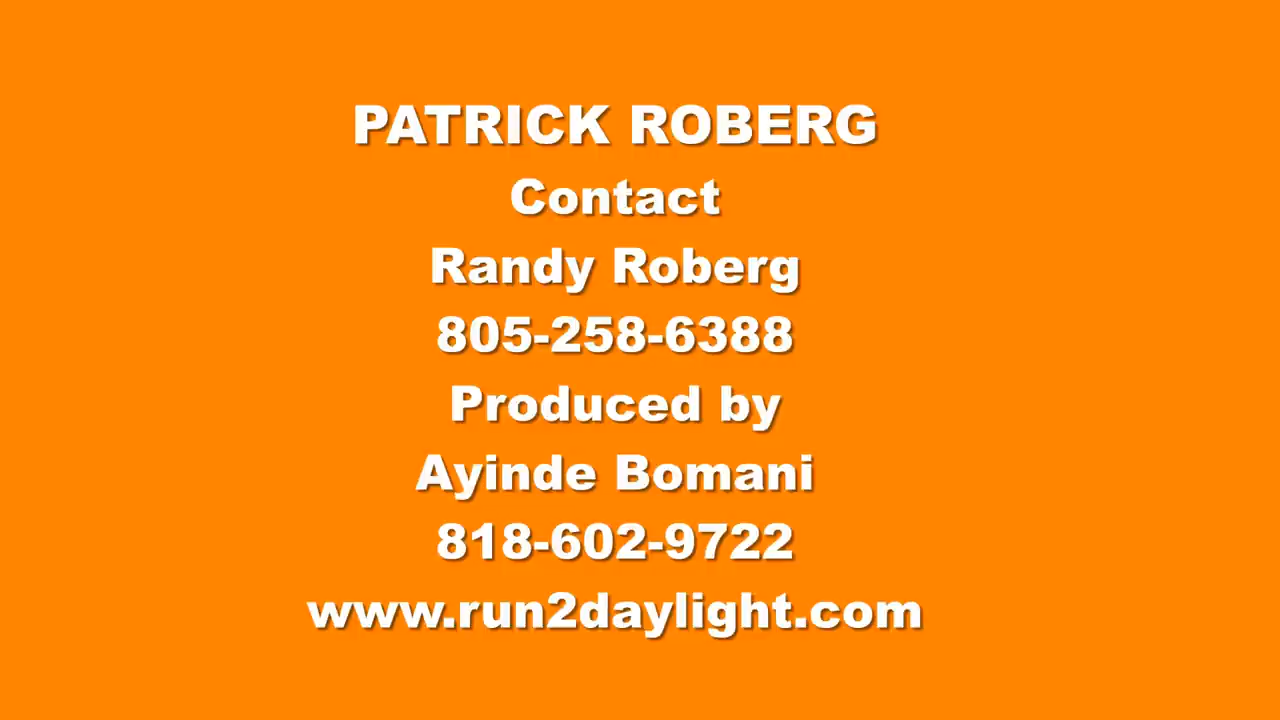 PATRICK ROBERG
Contact
Randy Roberg
805-258-6388
Produced by
Ayinde Bomani
818-602-9722
www.run2daylight.com